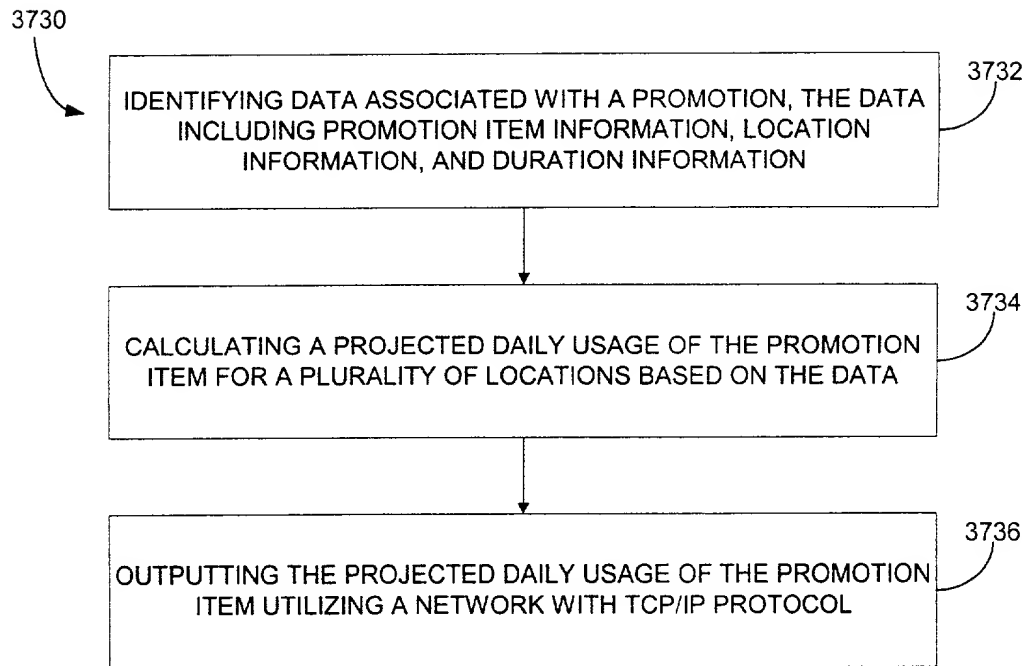 3730
3732
IDENTIFYING DATA ASSOCIATED WITH A PROMOTION, THE DATA
INCLUDING PROMOTION ITEM INFORMATION, LOCATION
INFORMATION, AND DURATION INFORMATION
3734
CALCULATING A PROJECTED DAILY USAGE OF THE PROMOTION
ITEM FOR A PLURALITY OF LOCATIONS BASED ON THE DATA
3736
OUTPUTTING THE PROJECTED DAILY USAGE OF THE PROMOTION
ITEM UTILIZING A NETWORK WITH TCP/IP PROTOCOL